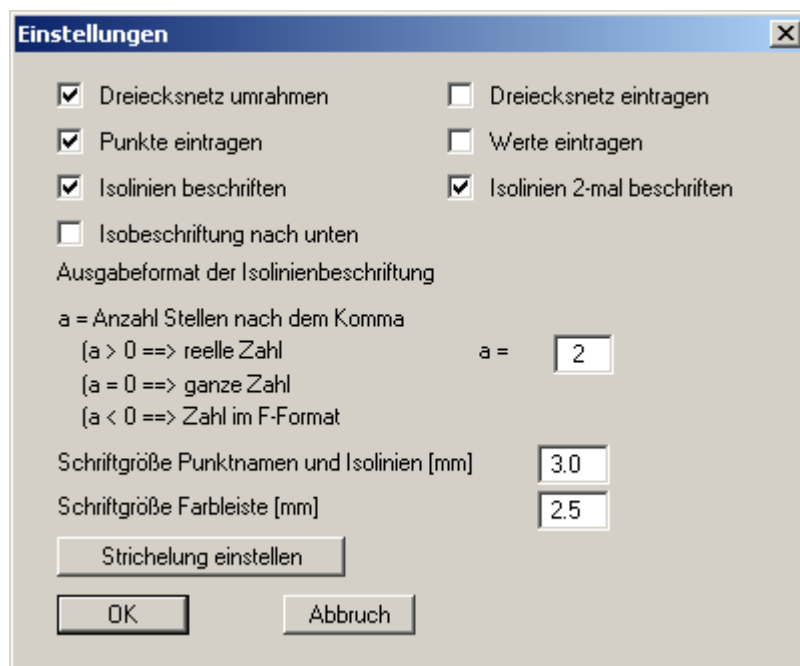 Einstellungen
Dreiecksnetz umrahmen Dreiecksnetz eintragen
Punkte eintragen Werte eintragen
Isolinien beschriften Isolinien 2-mal beschriften
Isobeschriftung nach unten
Ausgabeformat der Isolinienbeschriftung
a = Anzahl Stellen nach dem Komma
(a > 0 ==> reelle Zahl a = 2
(a = 0 ==> ganze Zahl
(a < 0 ==> Zahl im F-Format
Schriftgröße Punktnamen und Isolinien [mm] 3.0
Schriftgröße Farbleiste [mm] 2.5
Strichelung einstellen
OK Abbruch